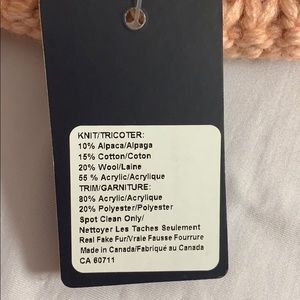 KNIT/TRICOTER:
10% Alpaca/Alpaga
15% Cotton/Coton
20% Wool/Laine
55 % Acrylic/Acrylique
TRIM/GARNITURE:
80% Acrylic/Acrylique
20% Polyester/Polyester
Spot Clean Only/
Nettoyer Les Taches Seulement
Real Fake Fur/Vraie Fausse Fourrure
Made in Canada/Fabriqué au Canada
CA 60711